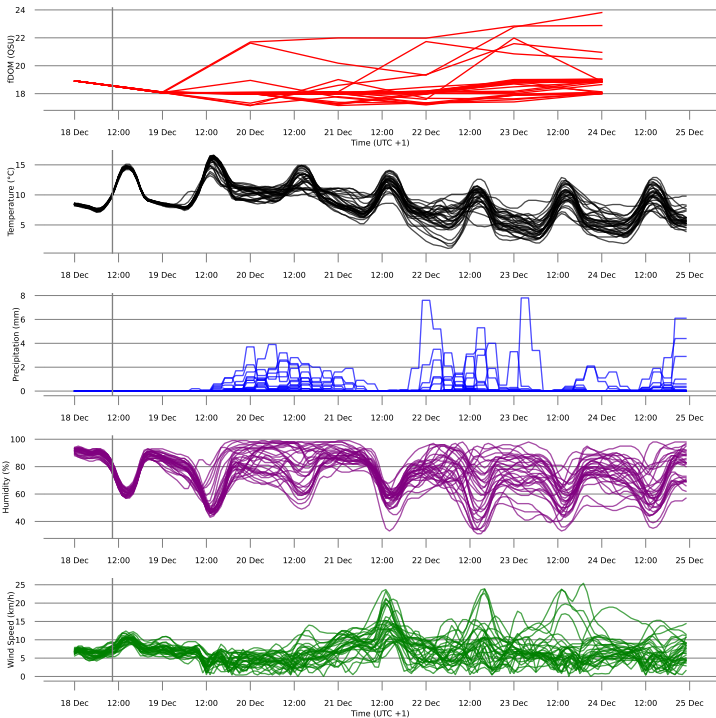 24
22
20
18
fDOM (QSU)
18 Dec 12:00 19 Dec 12:00 20 Dec 12:00 21 Dec 12:00 22 Dec 12:00 23 Dec 12:00 24 Dec 12:00 25 Dec
Time (UTC +1)
15
10
5
Temperature (°C)
18 Dec 12:00 19 Dec 12:00 20 Dec 12:00 21 Dec 12:00 22 Dec 12:00 23 Dec 12:00 24 Dec 12:00 25 Dec
8
6
4
2
0
Precipitation (mm)
18 Dec 12:00 19 Dec 12:00 20 Dec 12:00 21 Dec 12:00 22 Dec 12:00 23 Dec 12:00 24 Dec 12:00 25 Dec
100
80
60
40
Humidity (%)
18 Dec 12:00 19 Dec 12:00 20 Dec 12:00 21 Dec 12:00 22 Dec 12:00 23 Dec 12:00 24 Dec 12:00 25 Dec
25
20
15
10
5
0
Wind Speed (km/h)
18 Dec 12:00 19 Dec 12:00 20 Dec 12:00 21 Dec 12:00 22 Dec 12:00 23 Dec 12:00 24 Dec 12:00 25 Dec
Time (UTC +1)